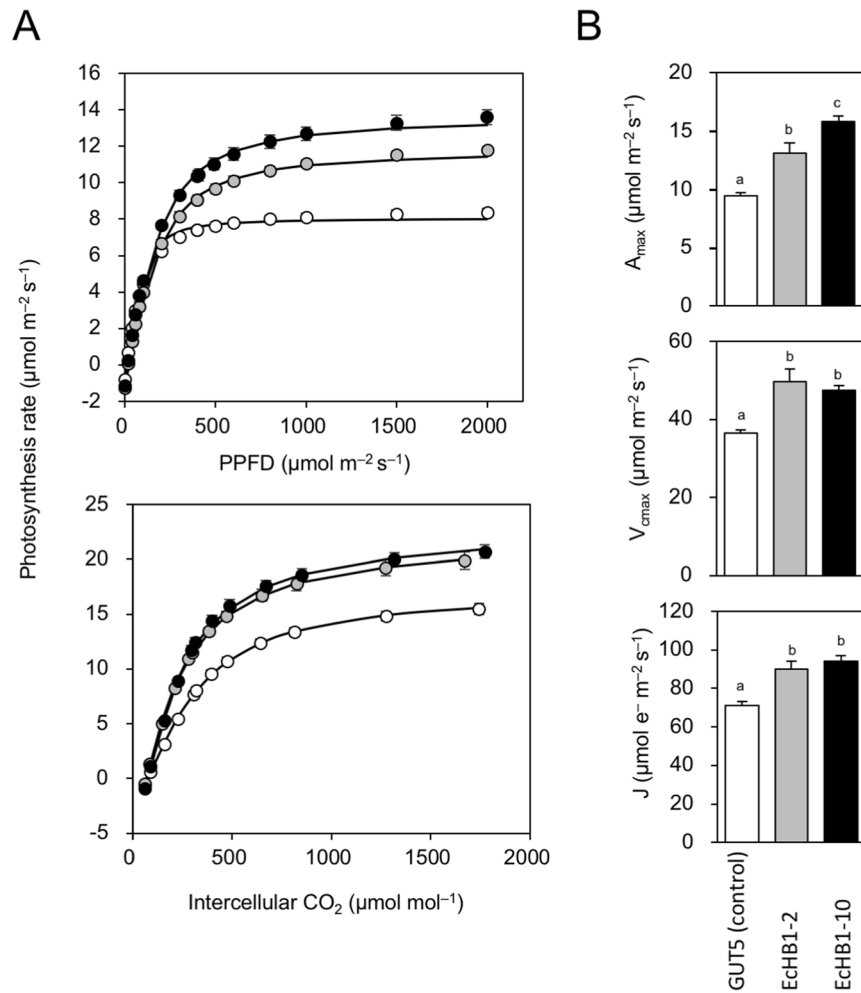 A
16
14
12
10
8
6
4
2
0
-2
0
500
1000
1500
2000
PPFD (μmol m⁻² s⁻¹)
Photosynthesis rate (μmol m⁻² s⁻¹)
25
20
15
10
5
0
-5
0
500
1000
1500
2000
Intercellular CO₂ (μmol mol⁻¹)
B
20
15
10
5
0
Aₘₐₓ (μmol m⁻² s⁻¹)
a
b
c
60
40
20
0
V_cmax (μmol m⁻² s⁻¹)
a
b
b
120
100
80
60
40
20
0
J (μmol e⁻ m⁻² s⁻¹)
a
b
b
GUT5 (control)
EcHB1-2
EcHB1-10